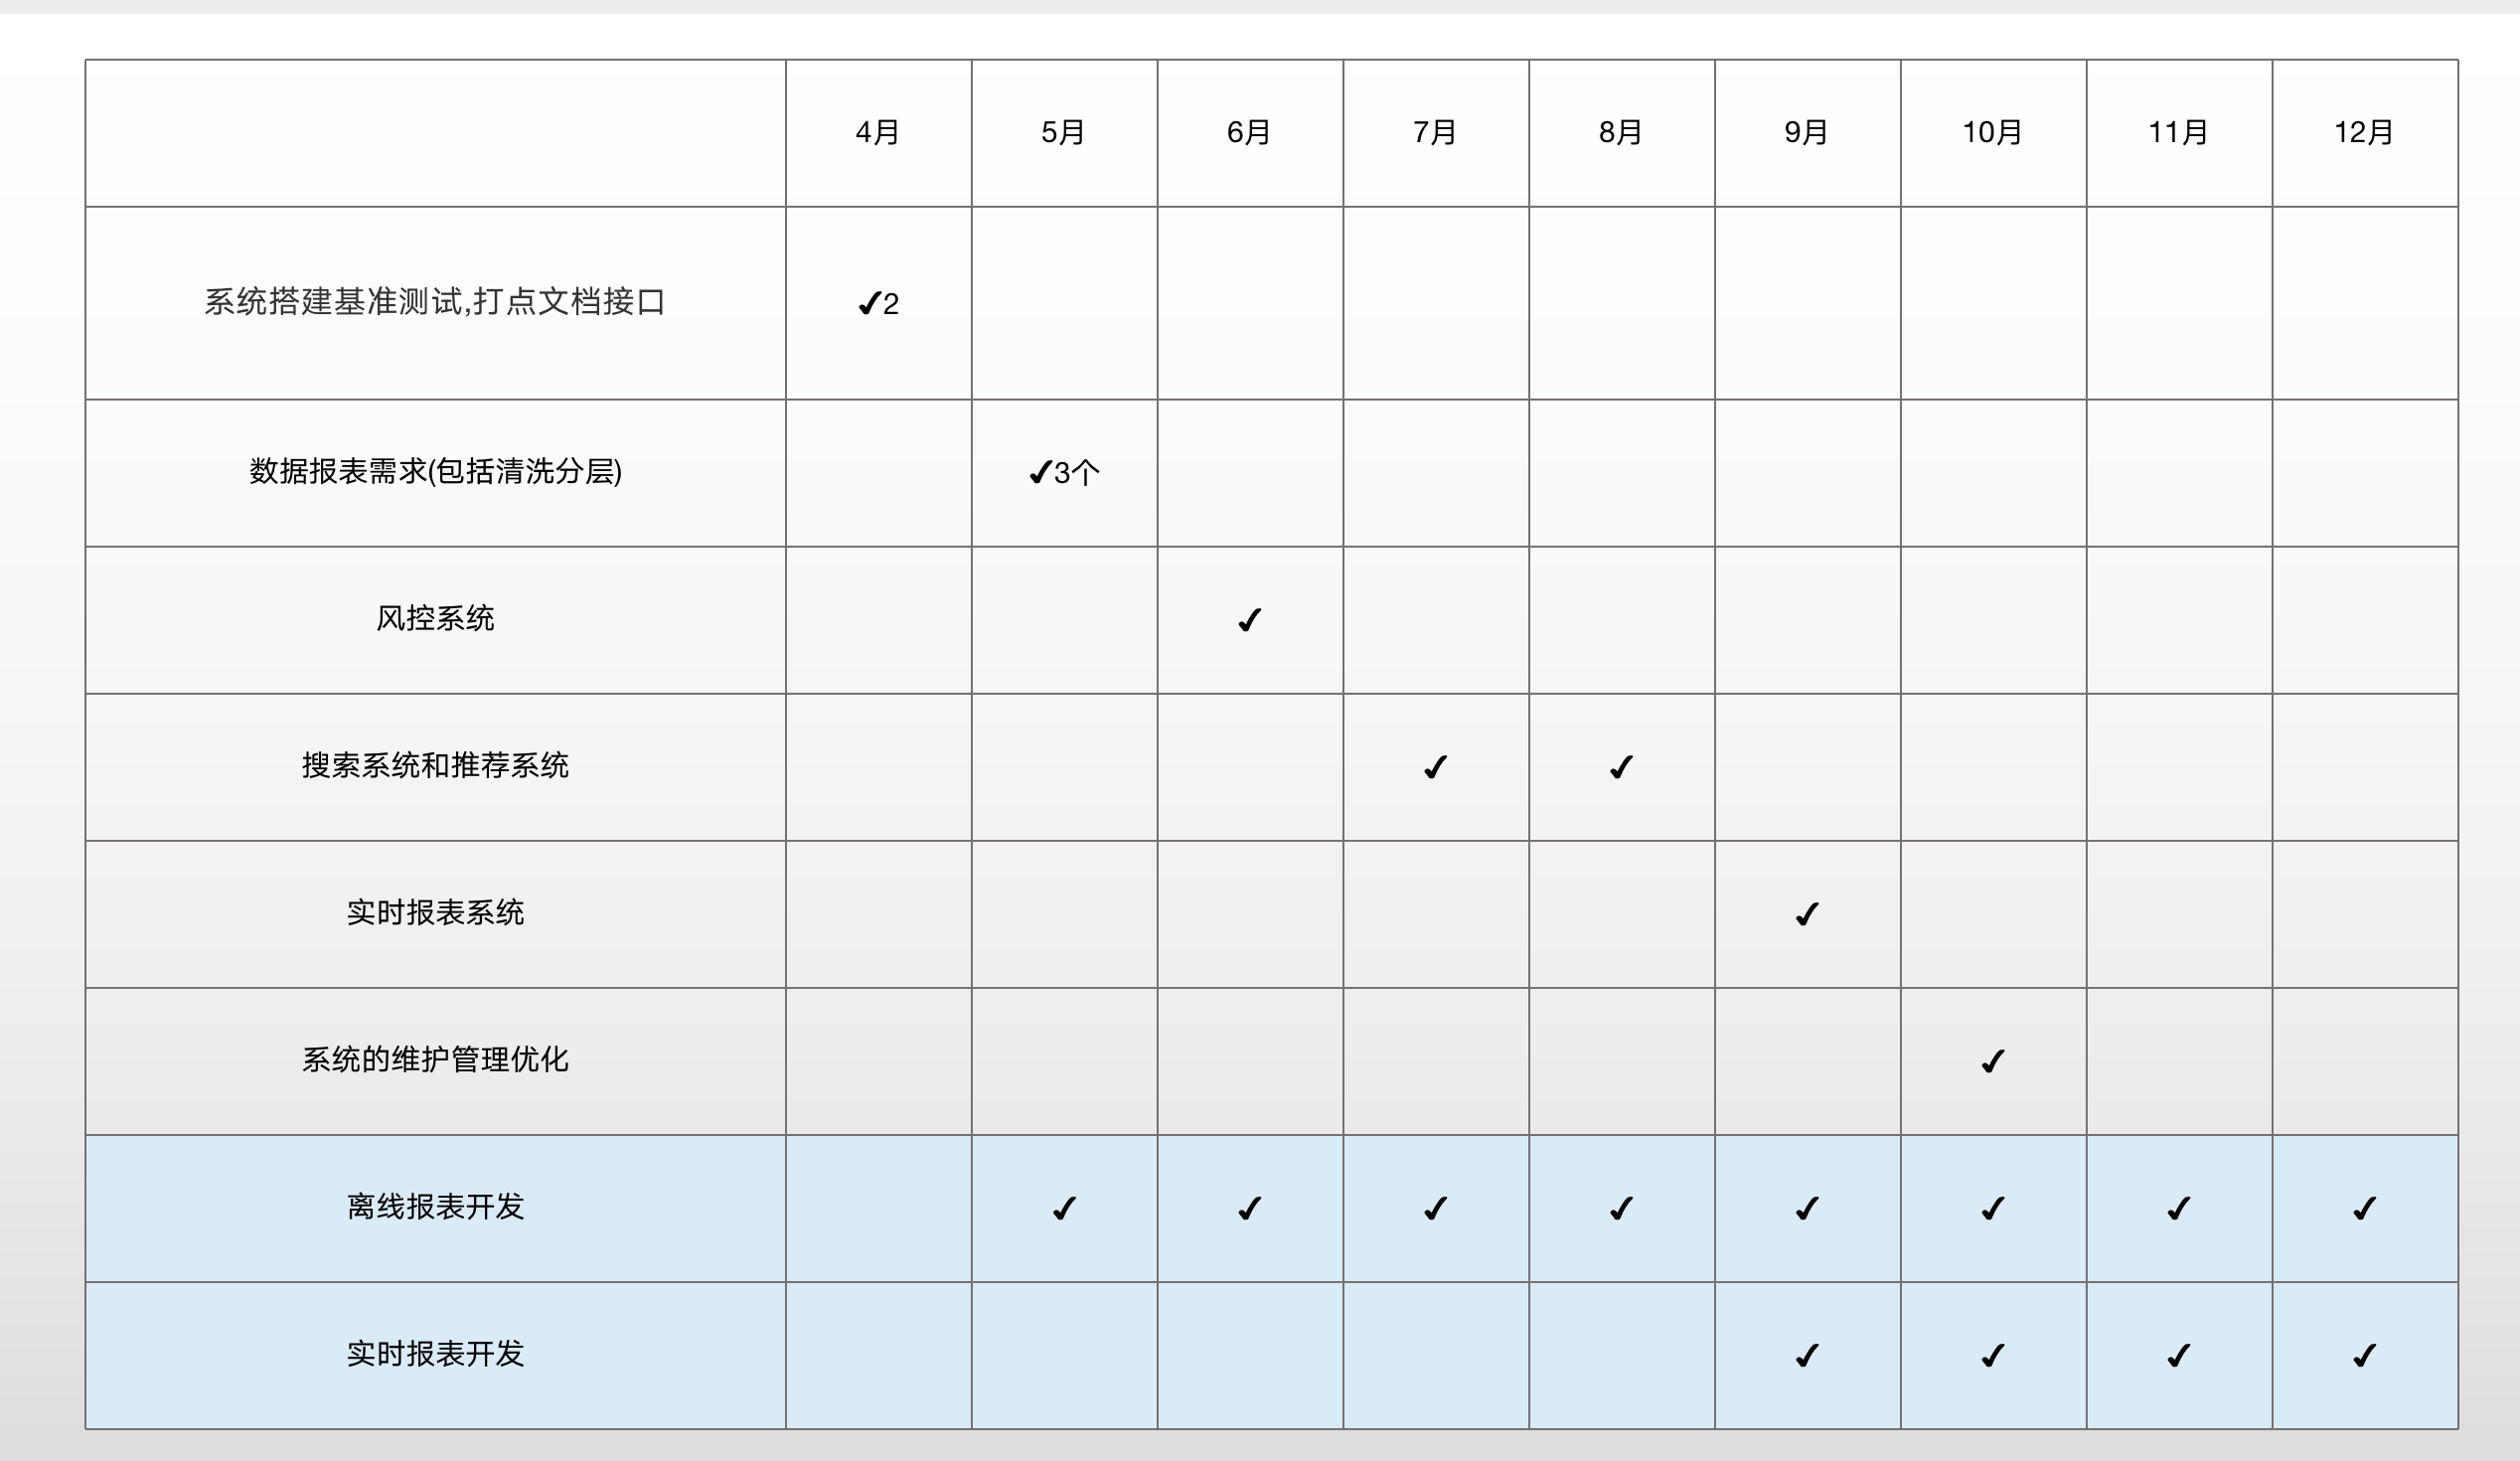 4月 5月 6月 7月 8月 9月 10月 11月 12月
系统搭建基准测试,打点文档接口 ✔2
数据报表需求(包括清洗分层) ✔3个
风控系统 ✔
搜索系统和推荐系统 ✔ ✔
实时报表系统 ✔
系统的维护管理优化 ✔
离线报表开发 ✔ ✔ ✔ ✔ ✔ ✔ ✔ ✔
实时报表开发 ✔ ✔ ✔ ✔